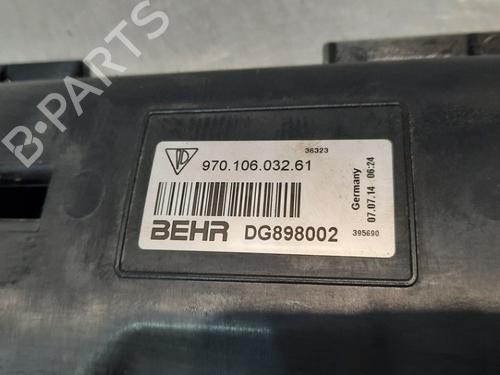 B-PARTS
36323
970.106.032.61
BEHR DG898002
Germany
07.07.14 06:24
395690